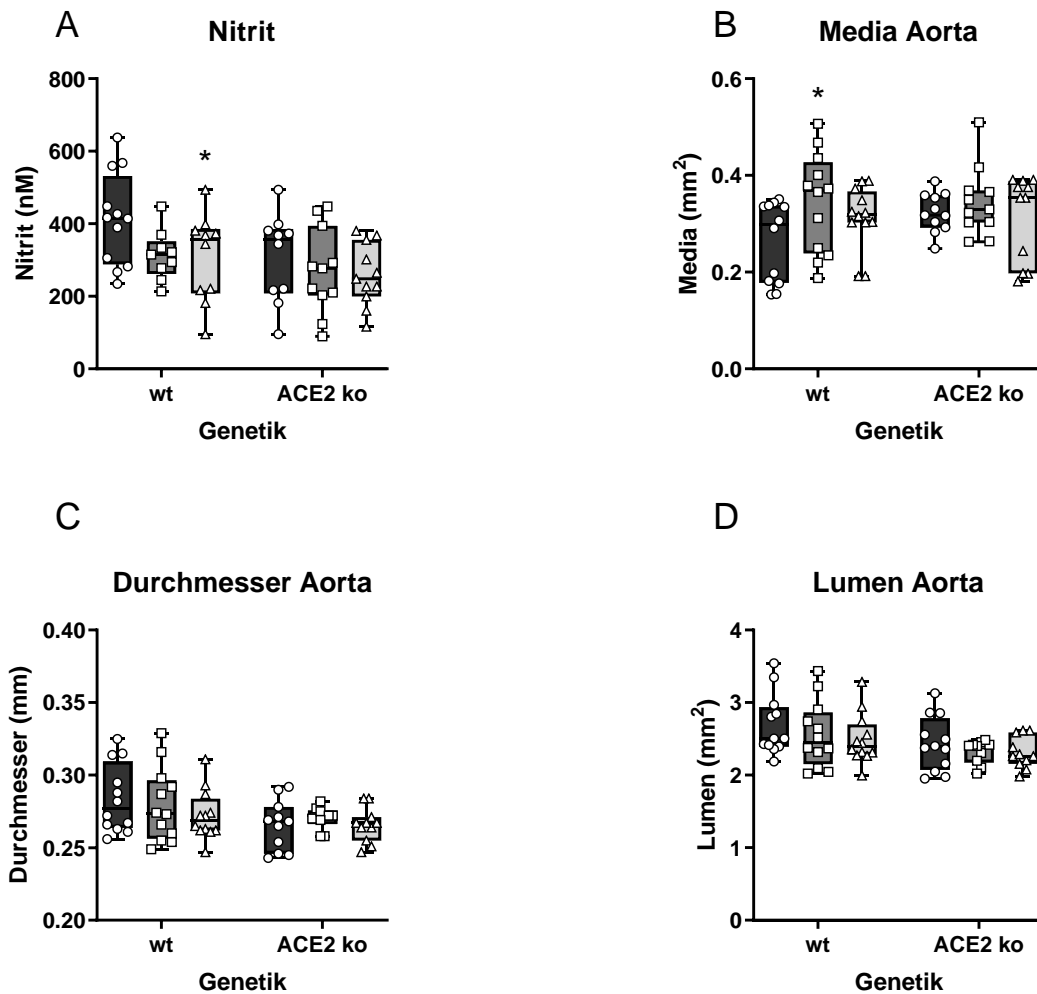 A
Nitrit
Nitrit (nM)
800
600
400
200
0
*
wt
ACE2 ko
Genetik
B
Media Aorta
Media (mm²)
0.6
0.4
0.2
0.0
*
wt
ACE2 ko
Genetik
C
Durchmesser Aorta
Durchmesser (mm)
0.40
0.35
0.30
0.25
0.20
wt
ACE2 ko
Genetik
D
Lumen Aorta
Lumen (mm²)
4
3
2
1
0
wt
ACE2 ko
Genetik